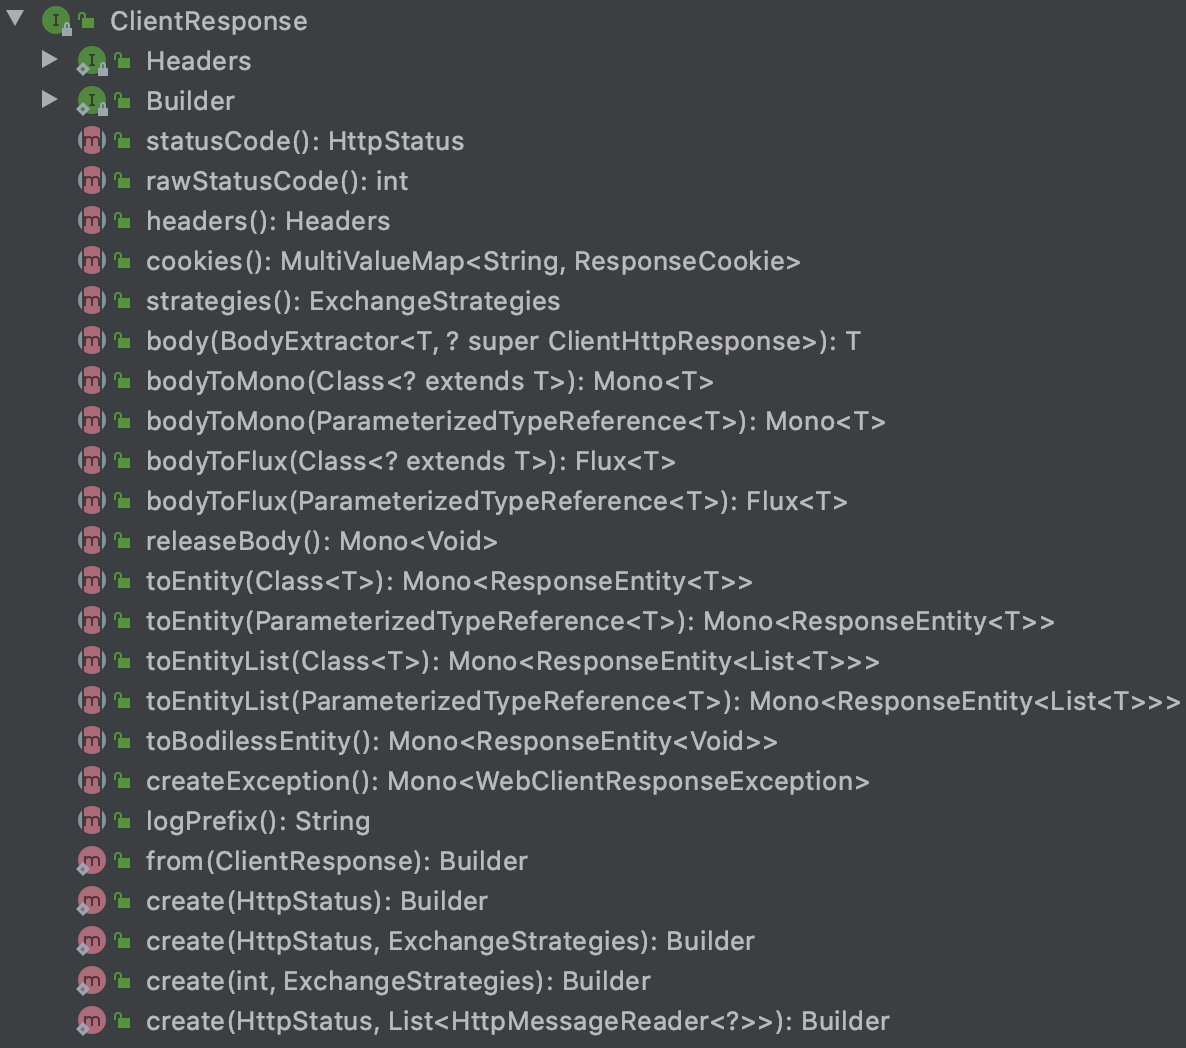 ClientResponse
Headers
Builder
statusCode(): HttpStatus
rawStatusCode(): int
headers(): Headers
cookies(): MultiValueMap<String, ResponseCookie>
strategies(): ExchangeStrategies
body(BodyExtractor<T, ? super ClientHttpResponse>): T
bodyToMono(Class<? extends T>): Mono<T>
bodyToMono(ParameterizedTypeReference<T>): Mono<T>
bodyToFlux(Class<? extends T>): Flux<T>
bodyToFlux(ParameterizedTypeReference<T>): Flux<T>
releaseBody(): Mono<Void>
toEntity(Class<T>): Mono<ResponseEntity<T>>
toEntity(ParameterizedTypeReference<T>): Mono<ResponseEntity<T>>
toEntityList(Class<T>): Mono<ResponseEntity<List<T>>>
toEntityList(ParameterizedTypeReference<T>): Mono<ResponseEntity<List<T>>>
toBodilessEntity(): Mono<ResponseEntity<Void>>
createException(): Mono<WebClientResponseException>
logPrefix(): String
from(ClientResponse): Builder
create(HttpStatus): Builder
create(HttpStatus, ExchangeStrategies): Builder
create(int, ExchangeStrategies): Builder
create(HttpStatus, List<HttpMessageReader<?>>): Builder